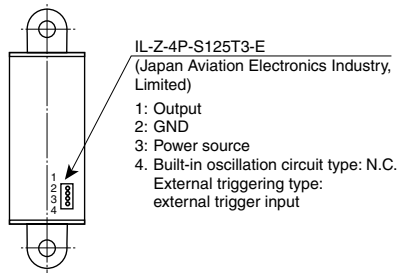 IL-Z-4P-S125T3-E
(Japan Aviation Electronics Industry,
Limited)
1: Output
2: GND
3: Power source
4. Built-in oscillation circuit type: N.C.
External triggering type:
external trigger input
1
2
3
4